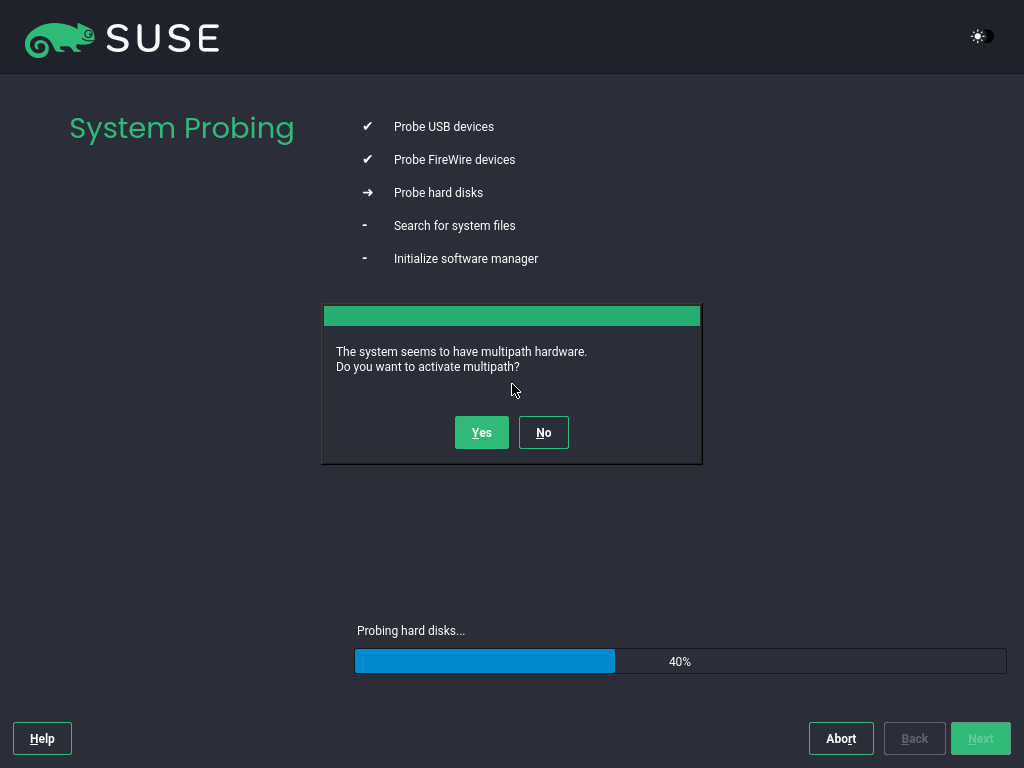 SUSE
System Probing
✔ Probe USB devices
✔ Probe FireWire devices
➜ Probe hard disks
- Search for system files
- Initialize software manager
The system seems to have multipath hardware.
Do you want to activate multipath?
Yes No
Probing hard disks...
40%
Help Abort Back Next